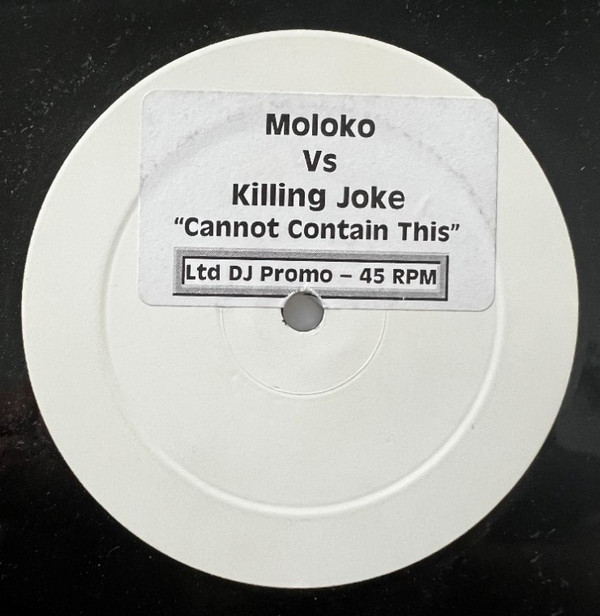 Moloko
Vs
Killing Joke
“Cannot Contain This”
Ltd DJ Promo – 45 RPM